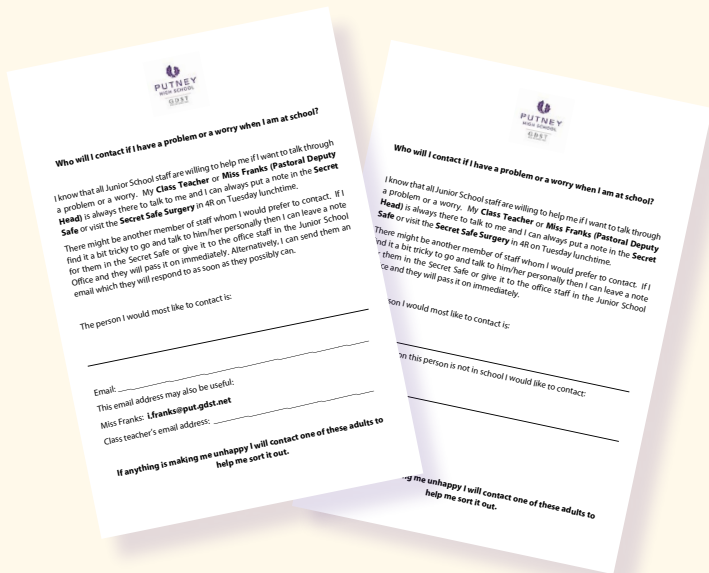 PUTNEY
HIGH SCHOOL
GDST
Who will I contact if I have a problem or a worry when I am at school?
I know that all Junior School staff are willing to help me if I want to talk through
a problem or a worry. My Class Teacher or Miss Franks (Pastoral Deputy
Head) is always there to talk to me and I can always put a note in the Secret
Safe or visit the Secret Safe Surgery in 4R on Tuesday lunchtime.
There might be another member of staff whom I would prefer to contact. If I
find it a bit tricky to go and talk to him/her personally then I can leave a note
for them in the Secret Safe or give it to the office staff in the Junior School
Office and they will pass it on immediately. Alternatively, I can send them an
email which they will respond to as soon as they possibly can.
The person I would most like to contact is:
Email:
This email address may also be useful:
Miss Franks: i.franks@put.gdst.net
Class teacher's email address:
If anything is making me unhappy I will contact one of these adults to
help me sort it out.
PUTNEY
HIGH SCHOOL
GDST
Who will I contact if I have a problem or a worry when I am at school?
I know that all Junior School staff are willing to help me if I want to talk through
a problem or a worry. My Class Teacher or Miss Franks (Pastoral Deputy
Head) is always there to talk to me and I can always put a note in the Secret
Safe or visit the Secret Safe Surgery in 4R on Tuesday lunchtime.
There might be another member of staff whom I would prefer to contact. If I
find it a bit tricky to go and talk to him/her personally then I can leave a note
them in the Secret Safe or give it to the office staff in the Junior School
and they will pass it on immediately.
I would most like to contact is:
this person is not in school I would like to contact:
me unhappy I will contact one of these adults to
help me sort it out.